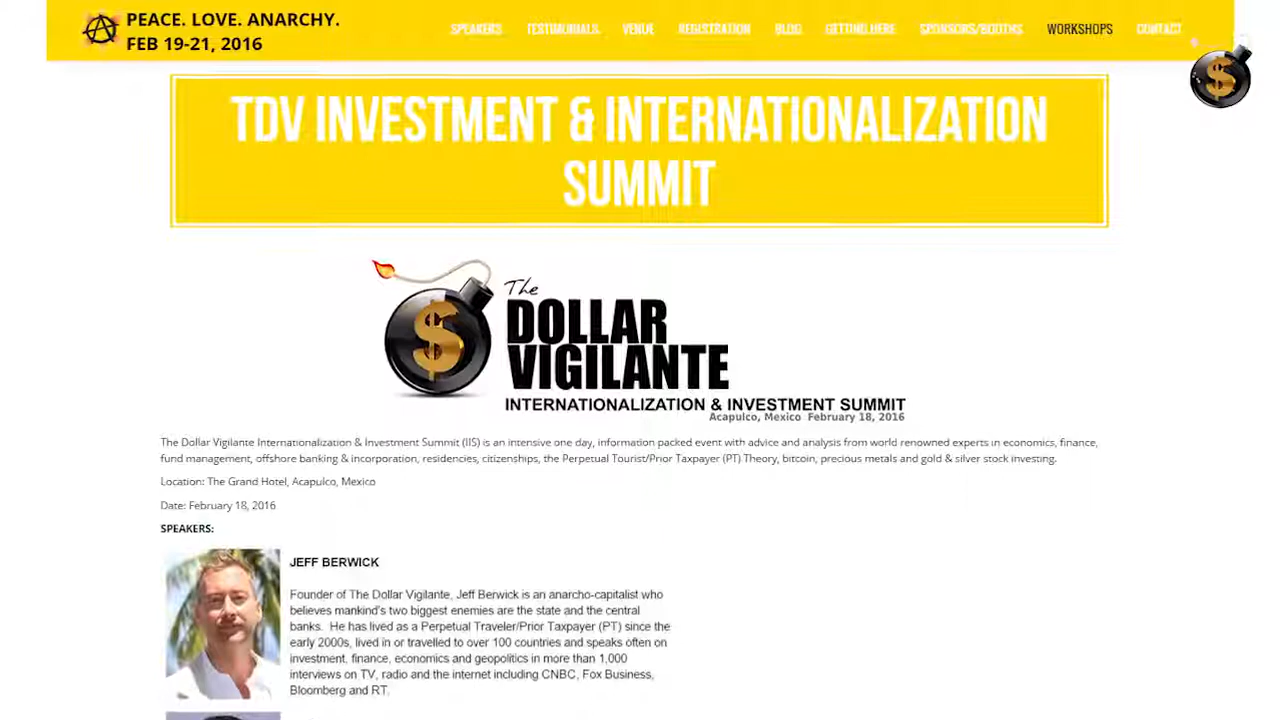 PEACE. LOVE. ANARCHY.
FEB 19-21, 2016
SPEAKERS TESTIMONIALS. VENUE REGISTRATION BLOG GETTING HERE SPONSORS/BOOTHS WORKSHOPS CONTACT
TDV INVESTMENT & INTERNATIONALIZATION
SUMMIT
The
DOLLAR
VIGILANTE
INTERNATIONALIZATION & INVESTMENT SUMMIT
Acapulco, Mexico February 18, 2016
The Dollar Vigilante Internationalization & Investment Summit (IIS) is an intensive one day, information packed event with advice and analysis from world renowned experts in economics, finance,
fund management, offshore banking & incorporation, residencies, citizenships, the Perpetual Tourist/Prior Taxpayer (PT) Theory, bitcoin, precious metals and gold & silver stock investing.
Location: The Grand Hotel, Acapulco, Mexico
Date: February 18, 2016
SPEAKERS:
JEFF BERWICK
Founder of The Dollar Vigilante, Jeff Berwick is an anarcho-capitalist who
believes mankind's two biggest enemies are the state and the central
banks. He has lived as a Perpetual Traveler/Prior Taxpayer (PT) since the
early 2000s, lived in or travelled to over 100 countries and speaks often on
investment, finance, economics and geopolitics in more than 1,000
interviews on TV, radio and the internet including CNBC, Fox Business,
Bloomberg and RT.